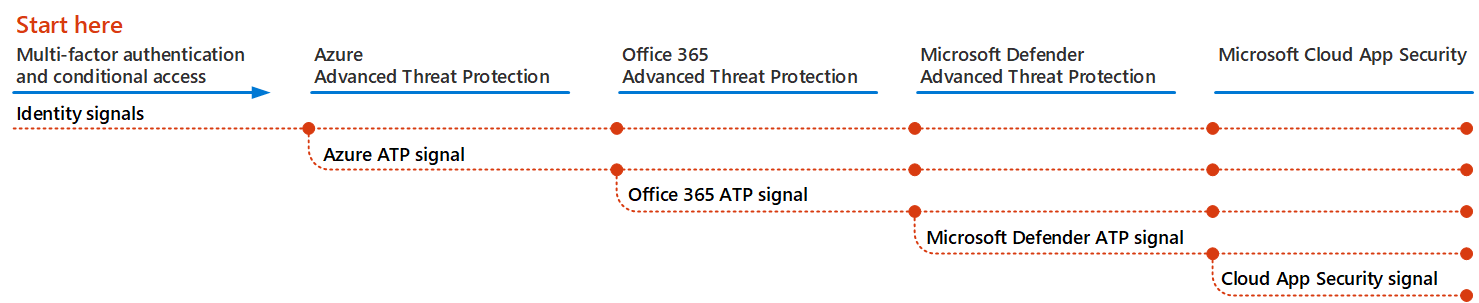 Start here
Multi-factor authentication
and conditional access
Azure
Advanced Threat Protection
Office 365
Advanced Threat Protection
Microsoft Defender
Advanced Threat Protection
Microsoft Cloud App Security
Identity signals
Azure ATP signal
Office 365 ATP signal
Microsoft Defender ATP signal
Cloud App Security signal